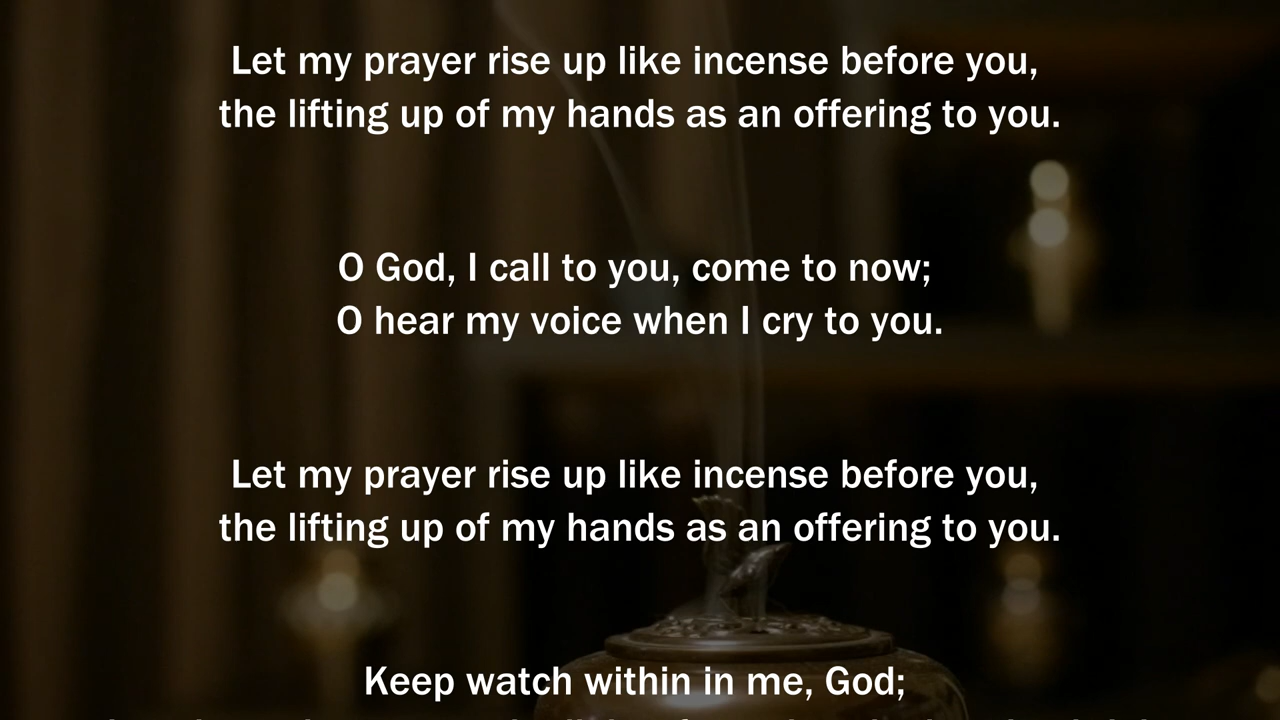 Let my prayer rise up like incense before you,
the lifting up of my hands as an offering to you.
O God, I call to you, come to now;
O hear my voice when I cry to you.
Let my prayer rise up like incense before you,
the lifting up of my hands as an offering to you.
Keep watch within in me, God;